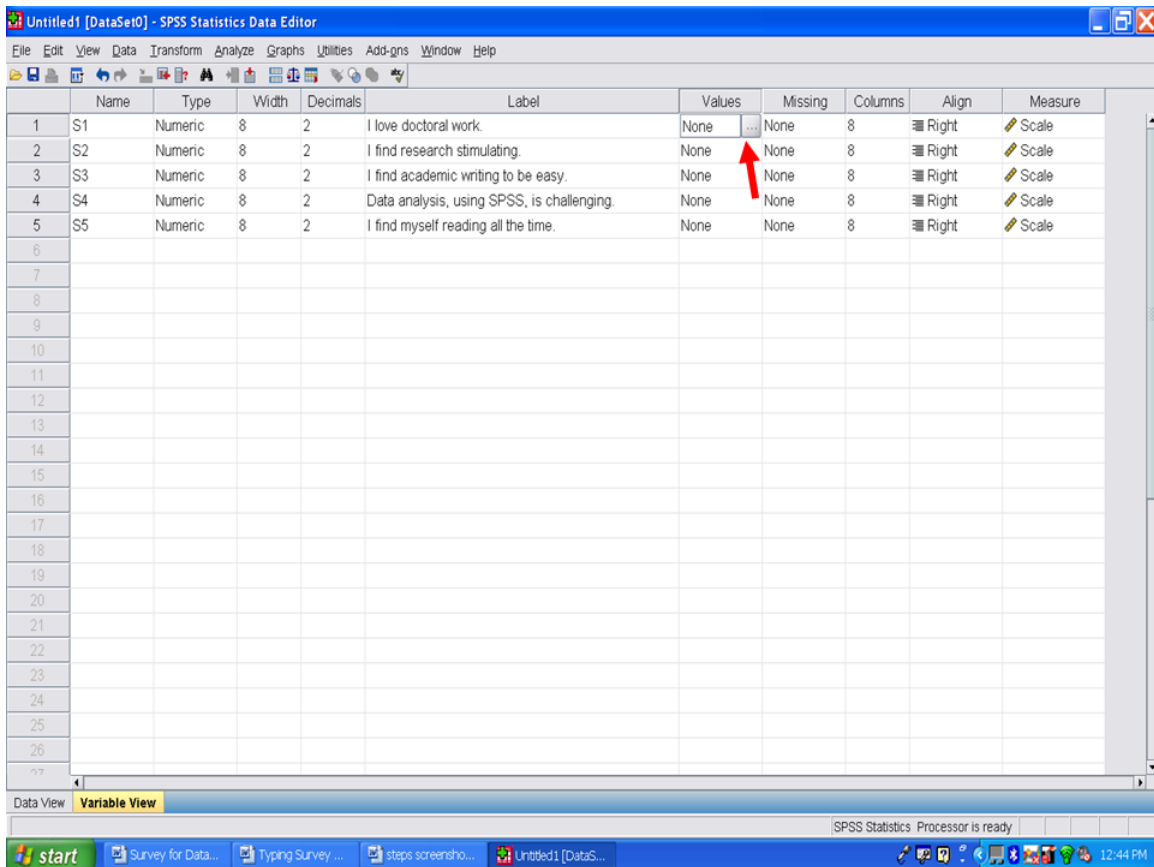 Untitled1 [DataSet0] - SPSS Statistics Data Editor
File Edit View Data Transform Analyze Graphs Utilities Add-ons Window Help
Name Type Width Decimals Label Values Missing Columns Align Measure
1 S1 Numeric 8 2 I love doctoral work. None ... None 8 Right Scale
2 S2 Numeric 8 2 I find research stimulating. None None 8 Right Scale
3 S3 Numeric 8 2 I find academic writing to be easy. None None 8 Right Scale
4 S4 Numeric 8 2 Data analysis, using SPSS, is challenging. None None 8 Right Scale
5 S5 Numeric 8 2 I find myself reading all the time. None None 8 Right Scale
6
7
8
9
10
11
12
13
14
15
16
17
18
19
20
21
22
23
24
25
26
27
Data View Variable View
SPSS Statistics Processor is ready
start Survey for Data... Typing Survey ... steps screensho... Untitled1 [DataS... 12:44 PM